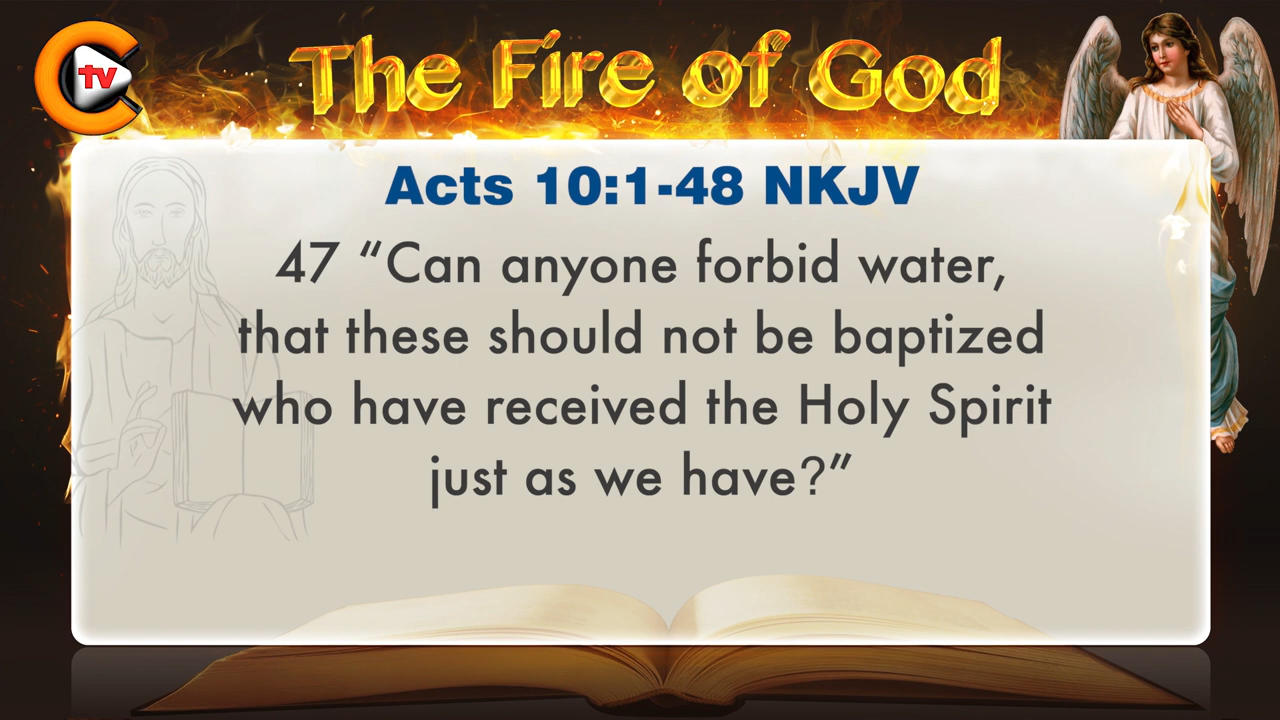 tv
The Fire of God
Acts 10:1-48 NKJV
47 “Can anyone forbid water,
that these should not be baptized
who have received the Holy Spirit
just as we have?”